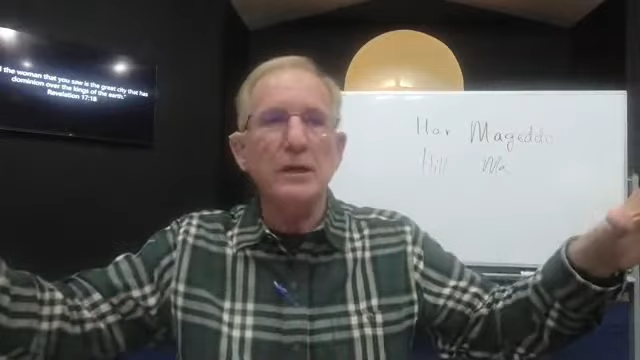 d the woman that you saw is the great city that has
dominion over the kings of the earth."
Revelation 17:18
Har Mageddo
Hill Ma